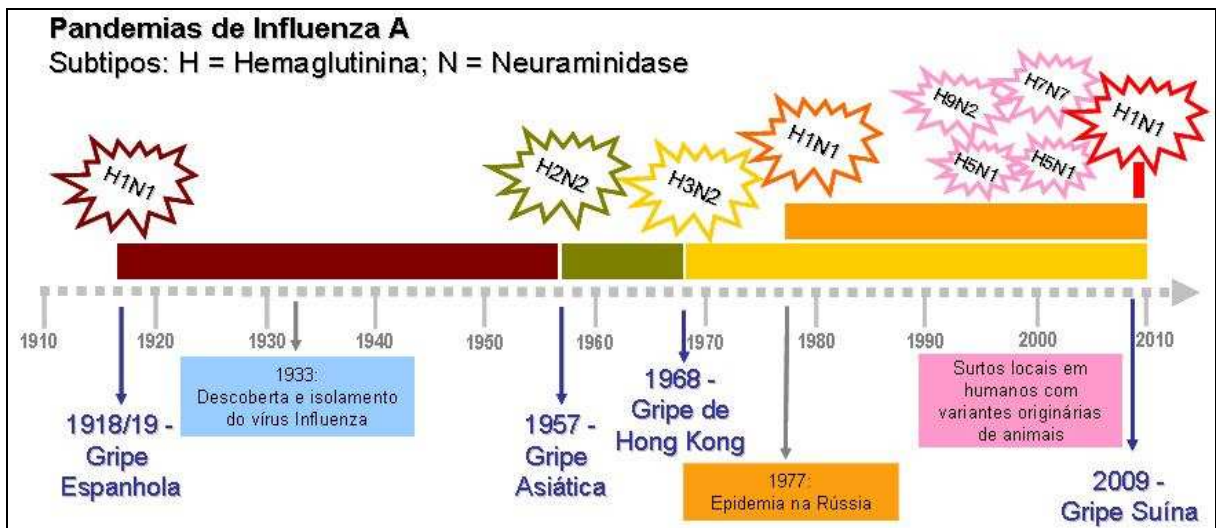 Pandemias de Influenza A
Subtipos: H = Hemaglutinina; N = Neuraminidase
H1N1
H2N2
H3N2
H1N1
H9N2
H7N7
H5N1
H5N1
H1N1
1910
1920
1930
1940
1950
1960
1970
1980
1990
2000
2010
1918/19 -
Gripe
Espanhola
1933:
Descoberta e isolamento
do vírus Influenza
1957 -
Gripe
Asiática
1968 -
Gripe de
Hong Kong
1977:
Epidemia na Rússia
Surtos locais em
humanos com
variantes originárias
de animais
2009 -
Gripe Suína